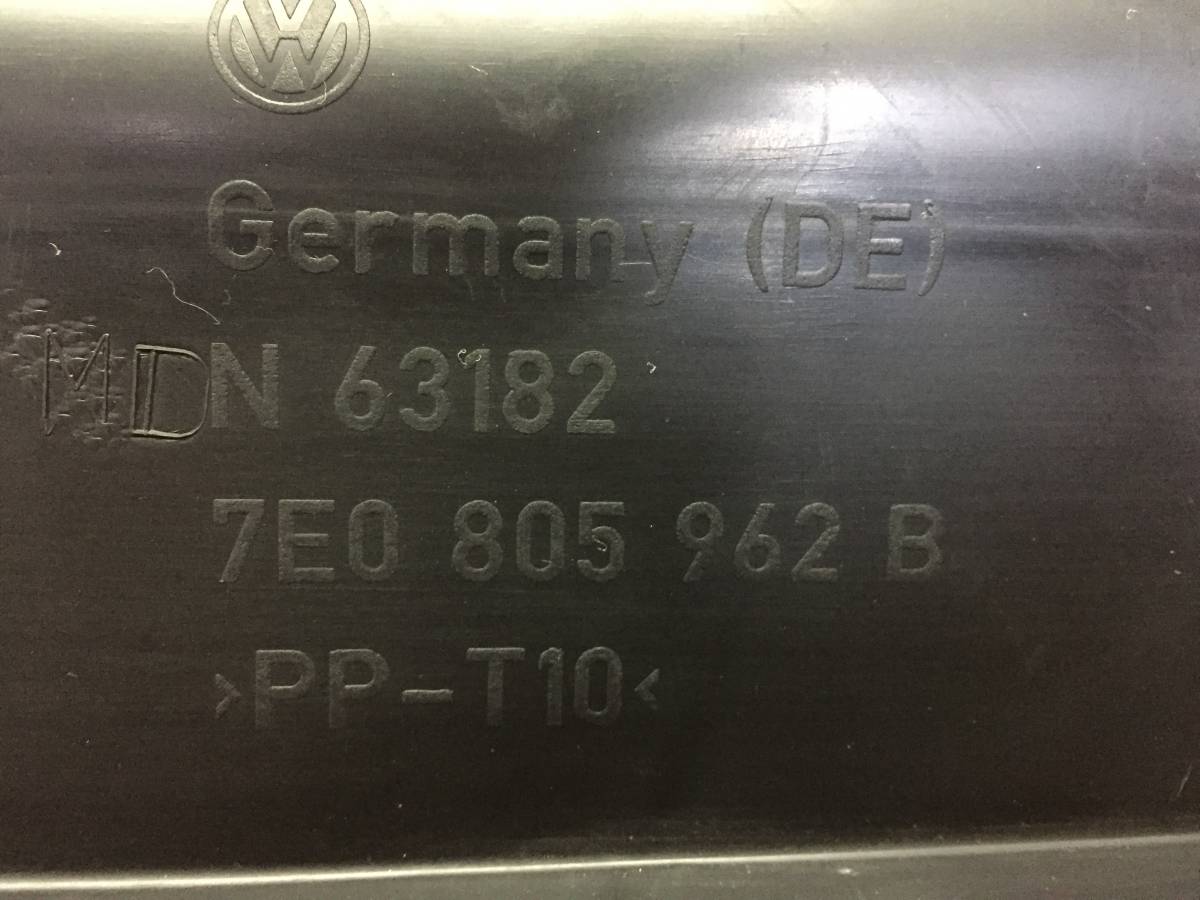 Germany (DE)
MDN 63182
7E0 805 962 B
>PP-T10<